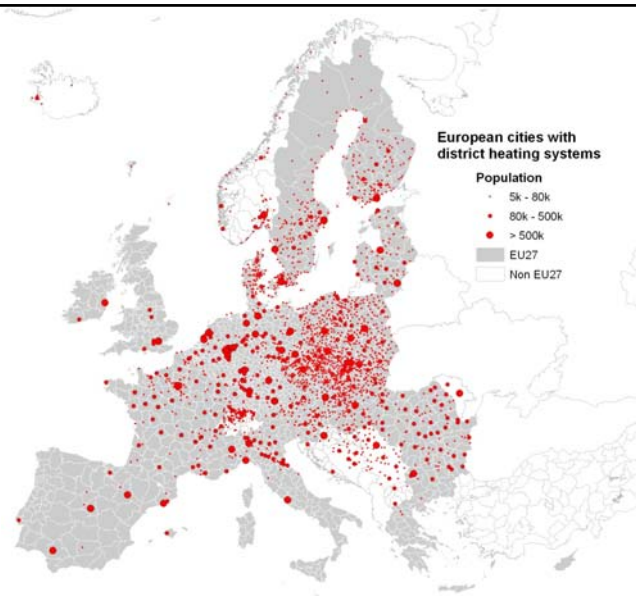 European cities with
district heating systems
Population
5k - 80k
80k - 500k
> 500k
EU27
Non EU27